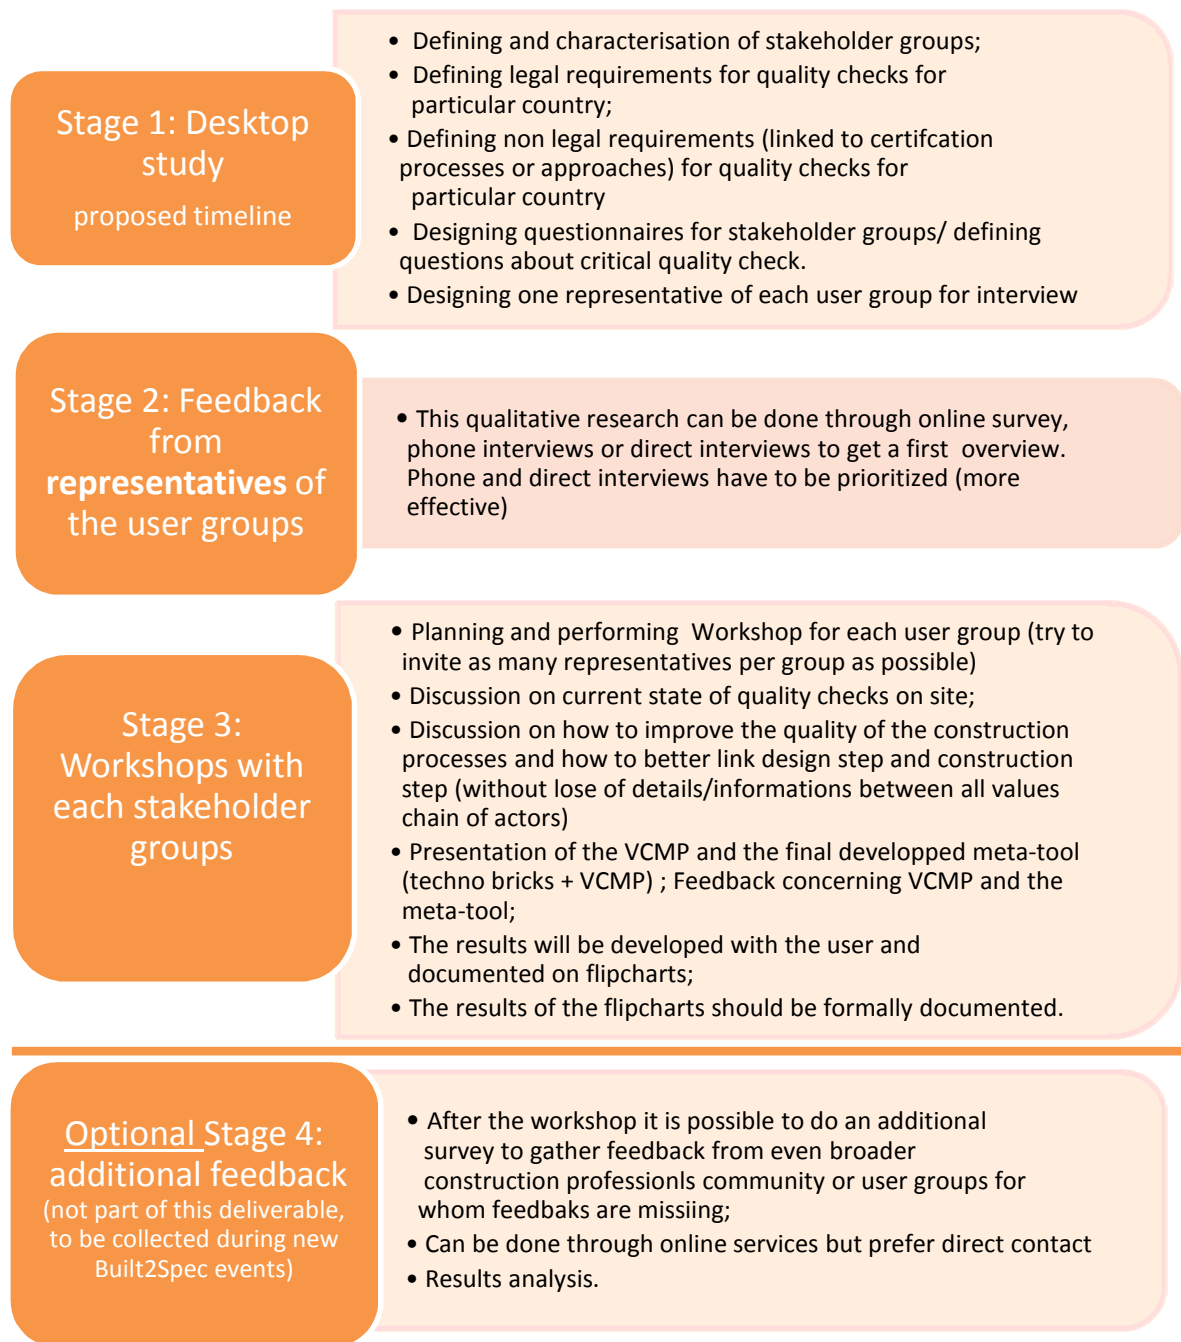 Stage 1: Desktop
study
proposed timeline
• Defining and characterisation of stakeholder groups;
• Defining legal requirements for quality checks for
particular country;
• Defining non legal requirements (linked to certifcation
processes or approaches) for quality checks for
particular country
• Designing questionnaires for stakeholder groups/ defining
questions about critical quality check.
• Designing one representative of each user group for interview
Stage 2: Feedback
from
representatives of
the user groups
• This qualitative research can be done through online survey,
phone interviews or direct interviews to get a first overview.
Phone and direct interviews have to be prioritized (more
effective)
Stage 3:
Workshops with
each stakeholder
groups
• Planning and performing Workshop for each user group (try to
invite as many representatives per group as possible)
• Discussion on current state of quality checks on site;
• Discussion on how to improve the quality of the construction
processes and how to better link design step and construction
step (without lose of details/informations between all values
chain of actors)
• Presentation of the VCMP and the final developped meta-tool
(techno bricks + VCMP) ; Feedback concerning VCMP and the
meta-tool;
• The results will be developed with the user and
documented on flipcharts;
• The results of the flipcharts should be formally documented.
Optional Stage 4:
additional feedback
(not part of this deliverable,
to be collected during new
Built2Spec events)
• After the workshop it is possible to do an additional
survey to gather feedback from even broader
construction professionls community or user groups for
whom feedbaks are missiing;
• Can be done through online services but prefer direct contact
• Results analysis.